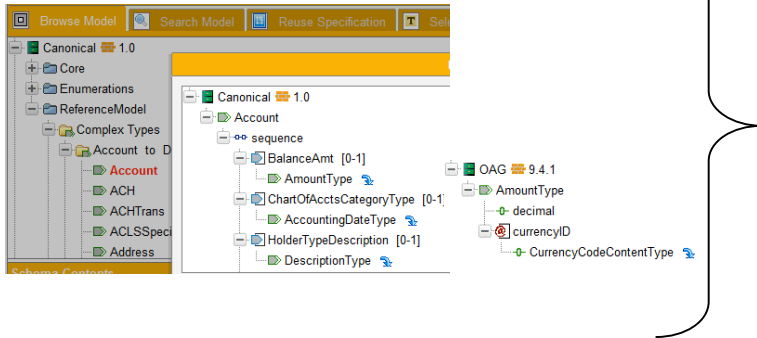 Browse Model
Search Model
Reuse Specification
T
Canonical 1.0
Core
Enumerations
ReferenceModel
Complex Types
Account to D
Account
ACH
ACHTrans
ACLSSpeci
Address
Schema Contents
Canonical 1.0
Account
sequence
BalanceAmt [0-1]
AmountType
ChartOfAcctsCategoryType [0-1]
AccountingDateType
HolderTypeDescription [0-1]
DescriptionType
OAG 9.4.1
AmountType
decimal
@ currencyID
CurrencyCodeContentType